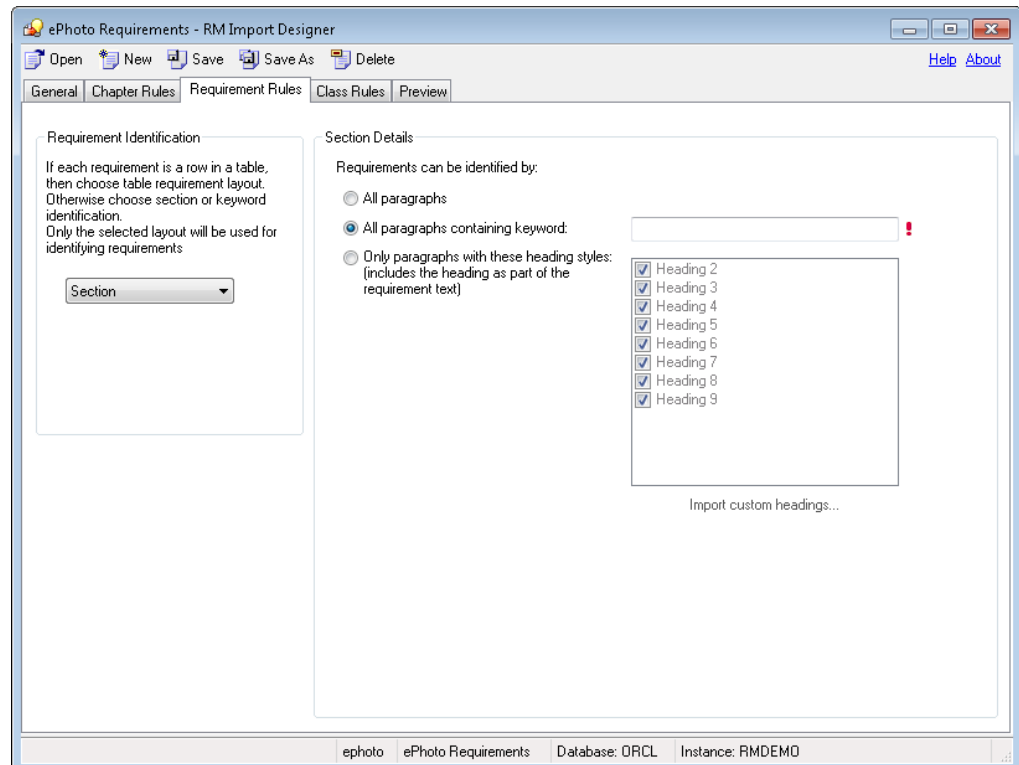 ePhoto Requirements - RM Import Designer
Open New Save Save As Delete Help About
General Chapter Rules Requirement Rules Class Rules Preview
Requirement Identification
If each requirement is a row in a table,
then choose table requirement layout.
Otherwise choose section or keyword
identification.
Only the selected layout will be used for
identifying requirements
Section
Section Details
Requirements can be identified by:
All paragraphs
All paragraphs containing keyword: !
Only paragraphs with these heading styles:
(includes the heading as part of the
requirement text)
Heading 2
Heading 3
Heading 4
Heading 5
Heading 6
Heading 7
Heading 8
Heading 9
Import custom headings...
ephoto ePhoto Requirements Database: ORCL Instance: RMDEMO